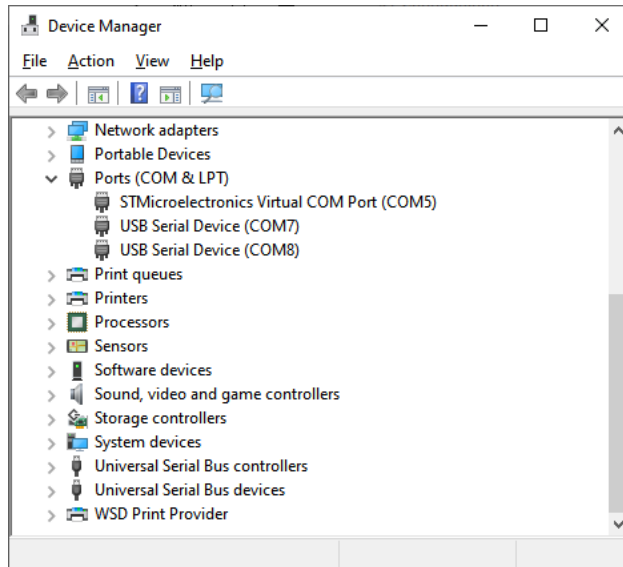 Device Manager
File Action View Help
Network adapters
Portable Devices
Ports (COM & LPT)
STMicroelectronics Virtual COM Port (COM5)
USB Serial Device (COM7)
USB Serial Device (COM8)
Print queues
Printers
Processors
Sensors
Software devices
Sound, video and game controllers
Storage controllers
System devices
Universal Serial Bus controllers
Universal Serial Bus devices
WSD Print Provider